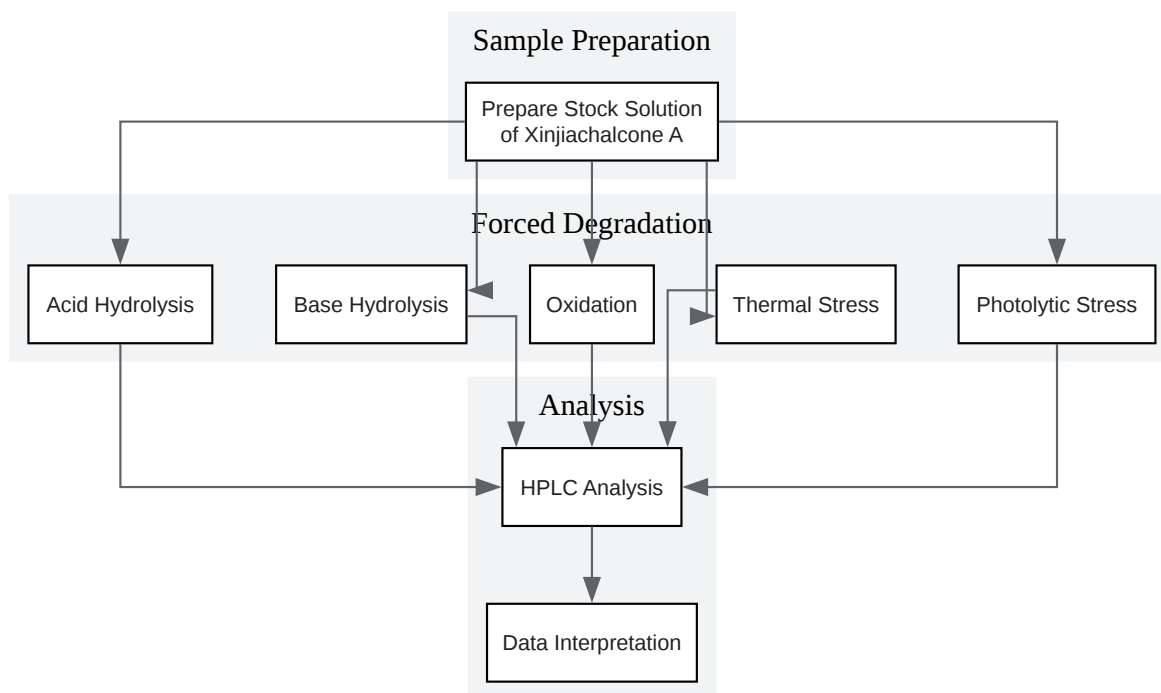 Sample Preparation
Prepare Stock Solution
of Xinjiachalcone A
Forced Degradation
Acid Hydrolysis
Base Hydrolysis
Oxidation
Thermal Stress
Photolytic Stress
Analysis
HPLC Analysis
Data Interpretation